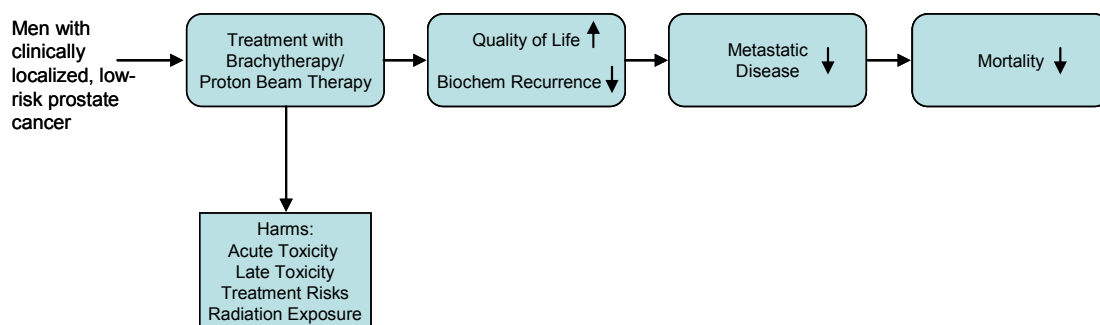 Men with
clinically
localized, low-
risk prostate
cancer
Treatment with
Brachytherapy/
Proton Beam Therapy
Quality of Life
Biochem Recurrence
Metastatic
Disease
Mortality
Harms:
Acute Toxicity
Late Toxicity
Treatment Risks
Radiation Exposure